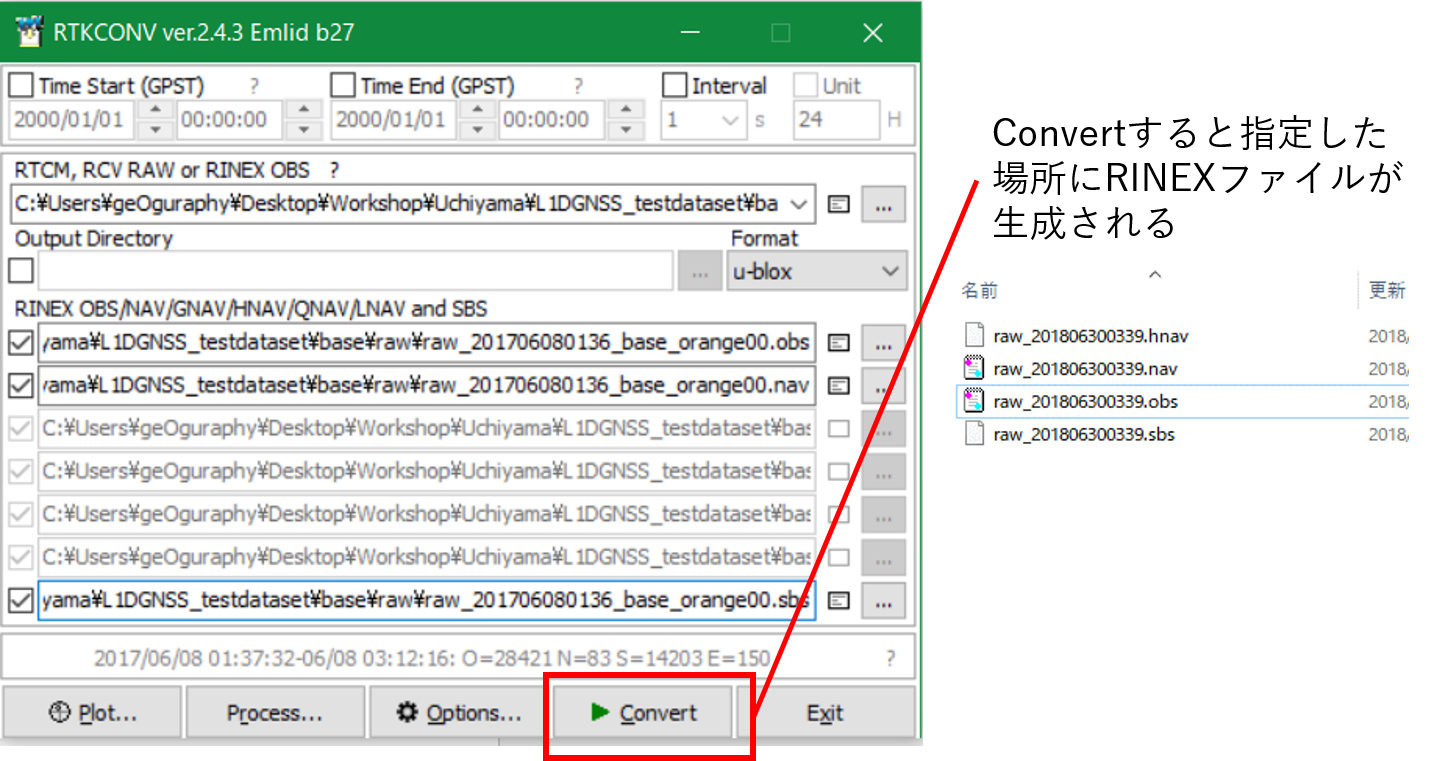 RTKCONV ver.2.4.3 Emlid b27
Time Start (GPST) ? Time End (GPST) ? Interval Unit
2000/01/01 00:00:00 2000/01/01 00:00:00 1 s 24 H
RTCM, RCV RAW or RINEX OBS ?
C:¥Users¥geOguraphy¥Desktop¥Workshop¥Uchiyama¥L1DGNSS_testdataset¥ba ...
Output Directory Format
... u-blox
RINEX OBS/NAV/GNAV/HNAV/QNAV/LNAV and SBS
yama¥L1DGNSS_testdataset¥base¥raw¥raw_201706080136_base_orange00.obs ...
yama¥L1DGNSS_testdataset¥base¥raw¥raw_201706080136_base_orange00.nav ...
C:¥Users¥geOguraphy¥Desktop¥Workshop¥Uchiyama¥L1DGNSS_testdataset¥bas ...
C:¥Users¥geOguraphy¥Desktop¥Workshop¥Uchiyama¥L1DGNSS_testdataset¥bas ...
C:¥Users¥geOguraphy¥Desktop¥Workshop¥Uchiyama¥L1DGNSS_testdataset¥bas ...
C:¥Users¥geOguraphy¥Desktop¥Workshop¥Uchiyama¥L1DGNSS_testdataset¥bas ...
yama¥L1DGNSS_testdataset¥base¥raw¥raw_201706080136_base_orange00.sbs ...
2017/06/08 01:37:32-06/08 03:12:16: O=28421 N=83 S=14203 E=150 ?
Plot... Process... Options... Convert Exit
Convertすると指定した
場所にRINEXファイルが
生成される
名前 更新
raw_201806300339.hnav 2018/
raw_201806300339.nav 2018/
raw_201806300339.obs 2018/
raw_201806300339.sbs 2018/